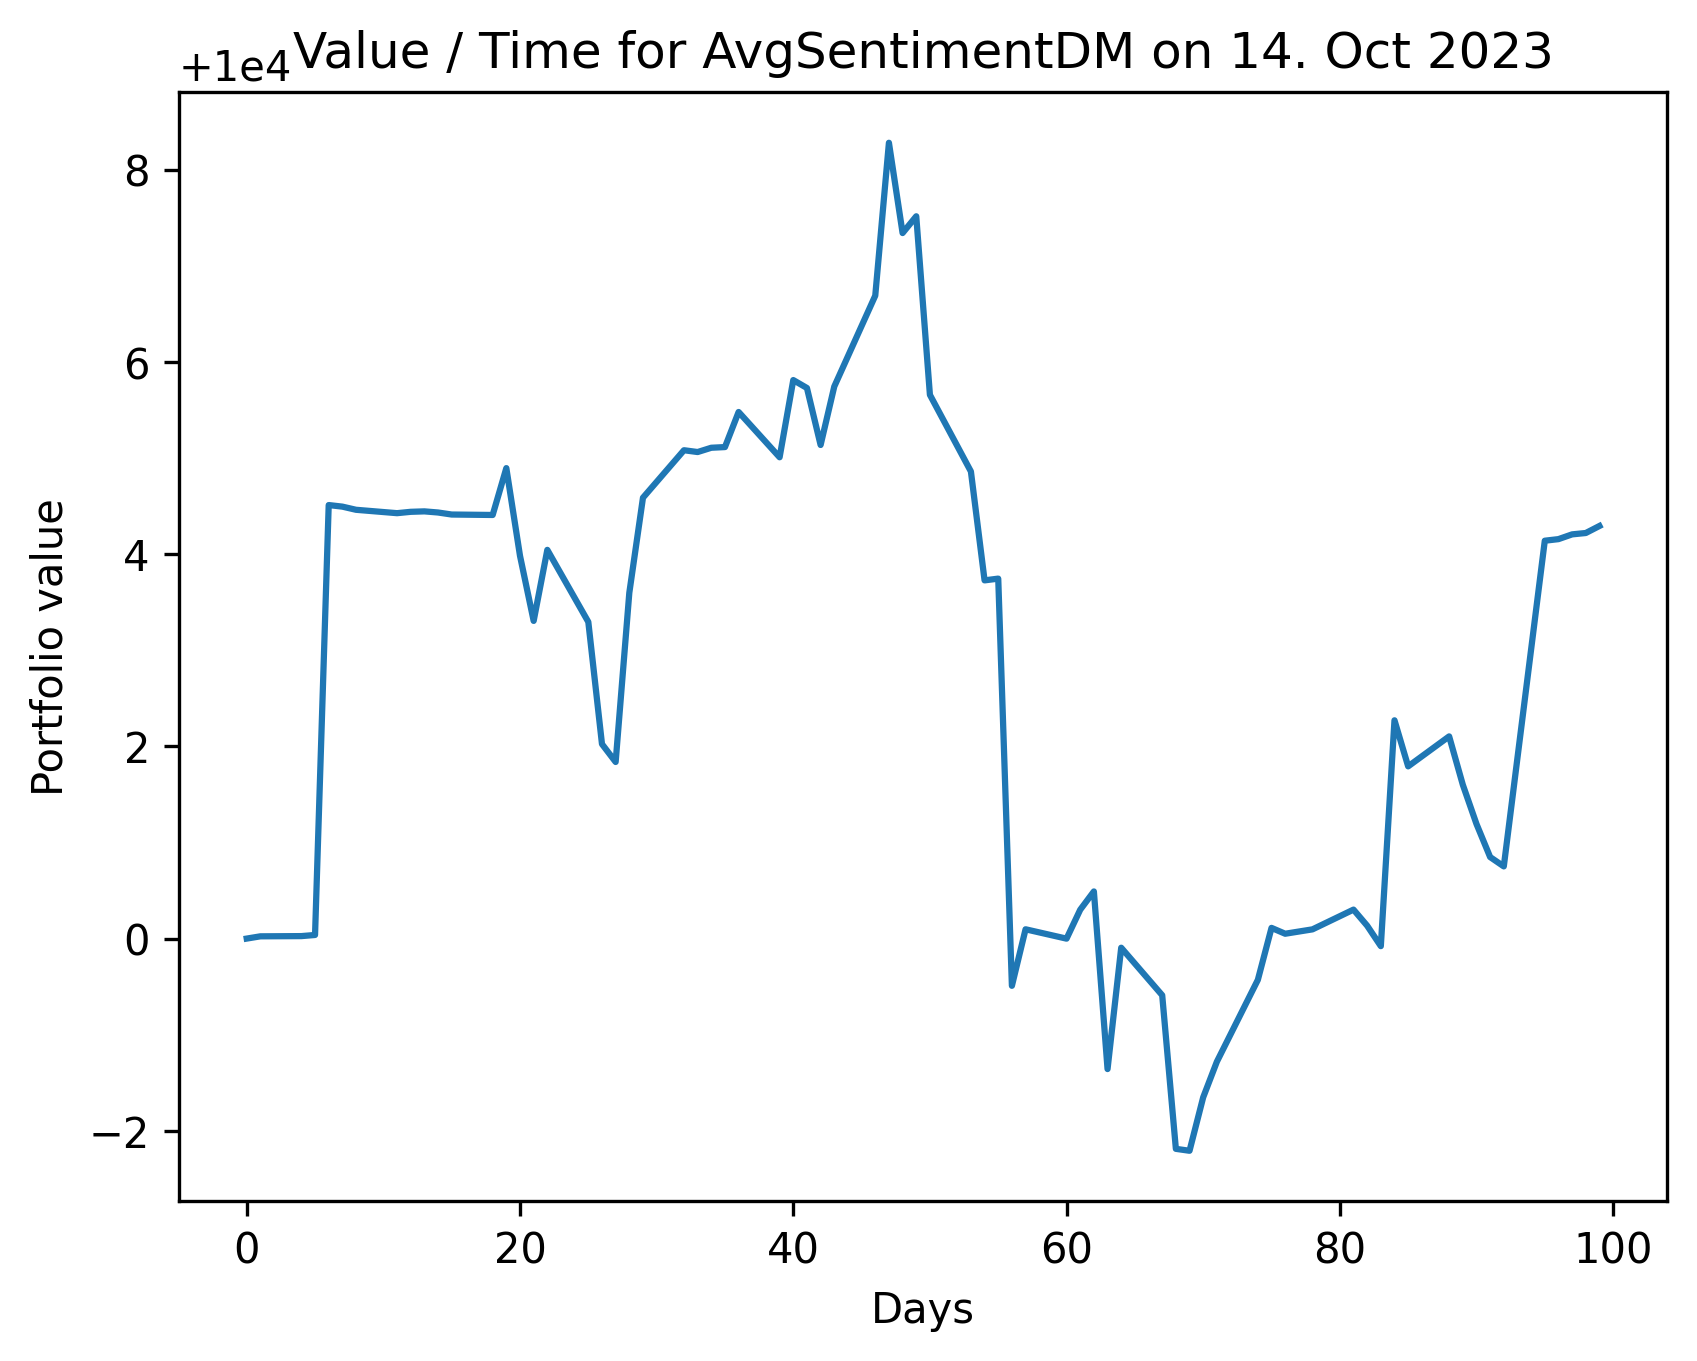 +1e4
Value / Time for AvgSentimentDM on 14. Oct 2023
8
6
4
2
0
−2
Portfolio value
0 20 40 60 80 100
Days